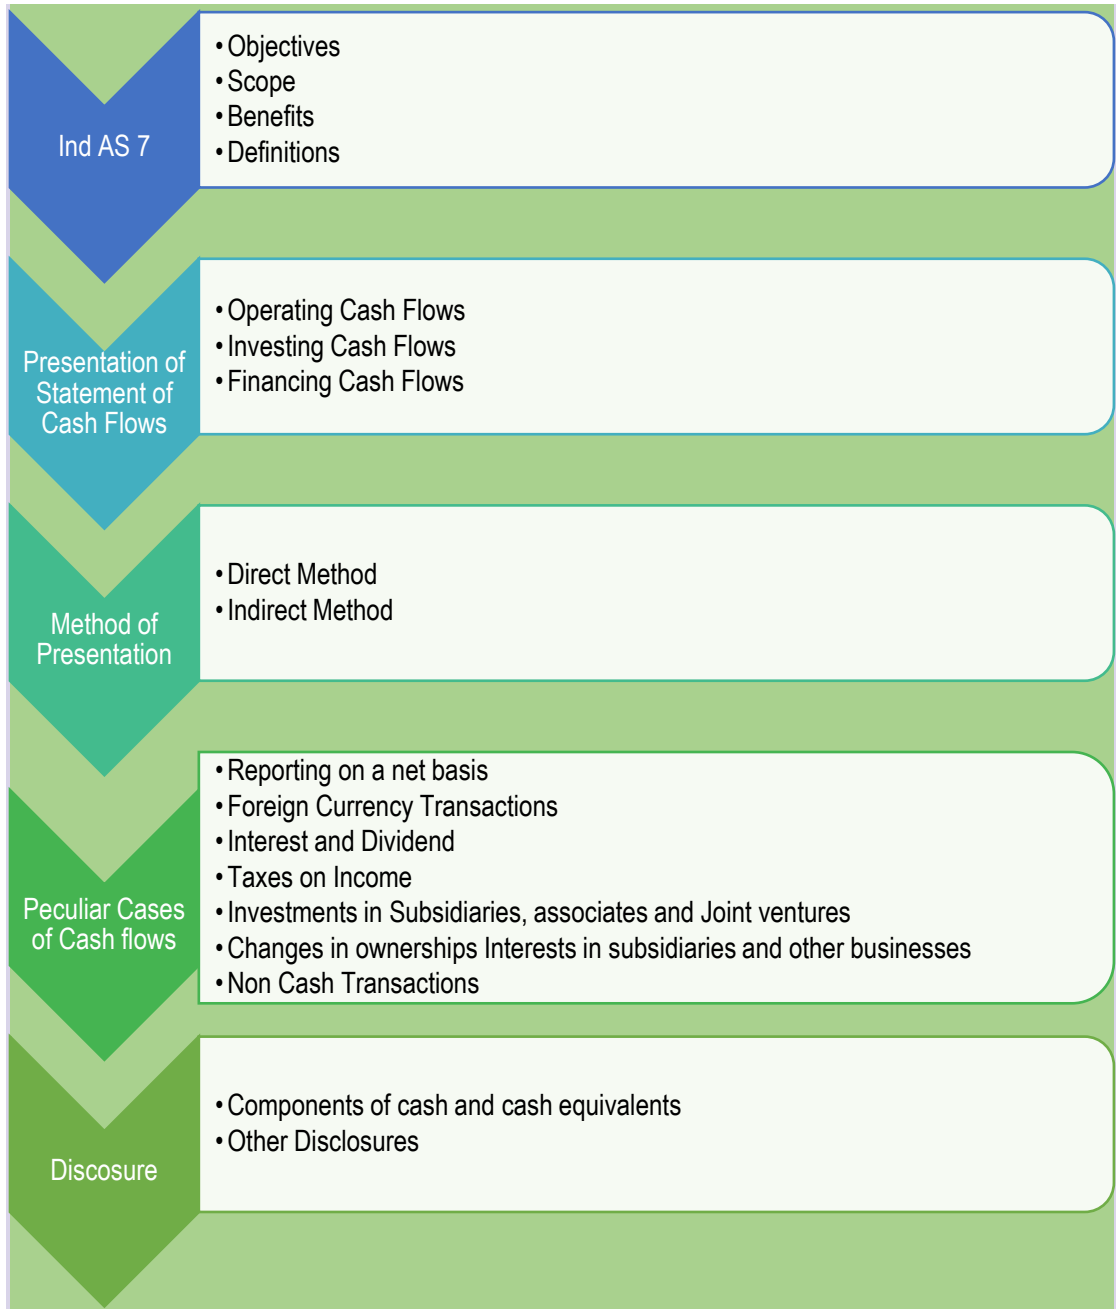 Ind AS 7
• Objectives
• Scope
• Benefits
• Definitions
Presentation of
Statement of
Cash Flows
• Operating Cash Flows
• Investing Cash Flows
• Financing Cash Flows
Method of
Presentation
• Direct Method
• Indirect Method
Peculiar Cases
of Cash flows
• Reporting on a net basis
• Foreign Currency Transactions
• Interest and Dividend
• Taxes on Income
• Investments in Subsidiaries, associates and Joint ventures
• Changes in ownerships Interests in subsidiaries and other businesses
• Non Cash Transactions
Discosure
• Components of cash and cash equivalents
• Other Disclosures